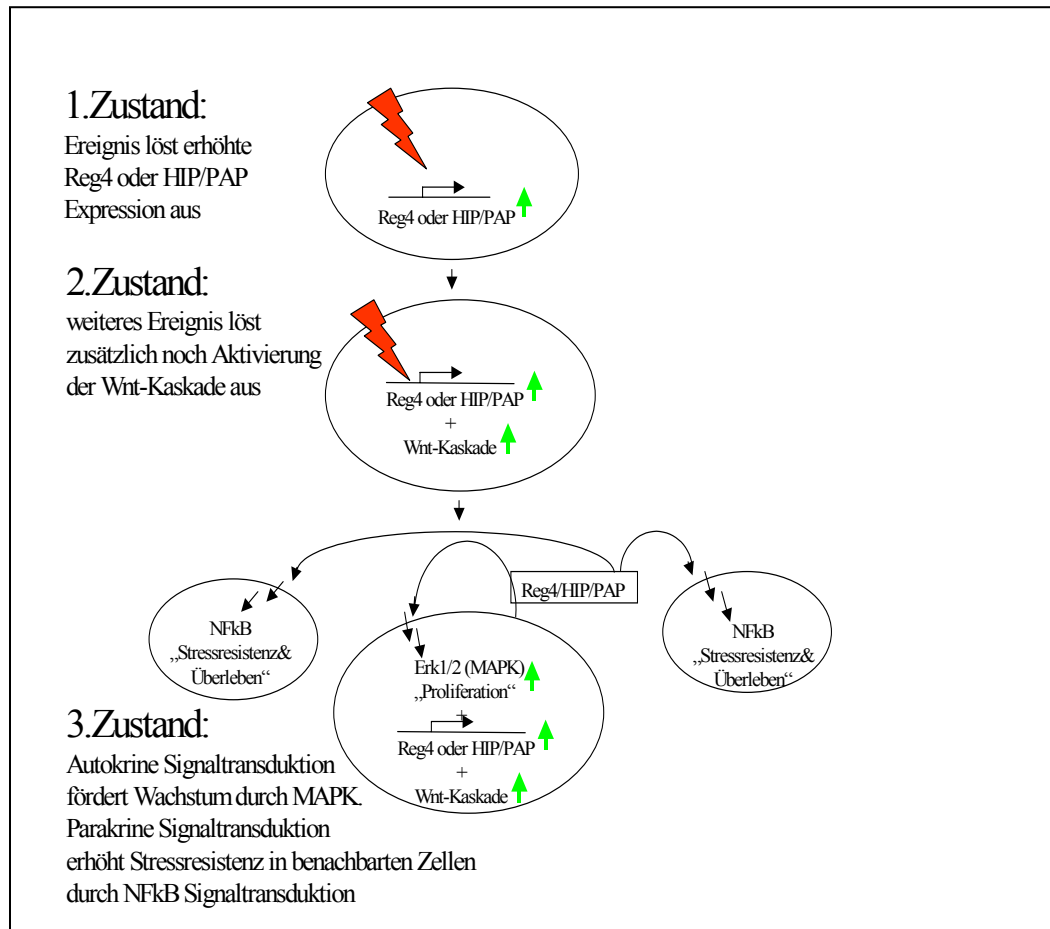 1.Zustand:
Ereignis löst erhöhte
Reg4 oder HIP/PAP
Expression aus
Reg4 oder HIP/PAP
2.Zustand:
weiteres Ereignis löst
zusätzlich noch Aktivierung
der Wnt-Kaskade aus
Reg4 oder HIP/PAP
+
Wnt-Kaskade
Reg4/HIP/PAP
NFkB
„Stressresistenz&
Überleben“
NFkB
„Stressresistenz&
Überleben“
Erk1/2 (MAPK)
„Proliferation“
+
Reg4 oder HIP/PAP
+
Wnt-Kaskade
3.Zustand:
Autokrine Signaltransduktion
fördert Wachstum durch MAPK.
Parakrine Signaltransduktion
erhöht Stressresistenz in benachbarten Zellen
durch NFkB Signaltransduktion